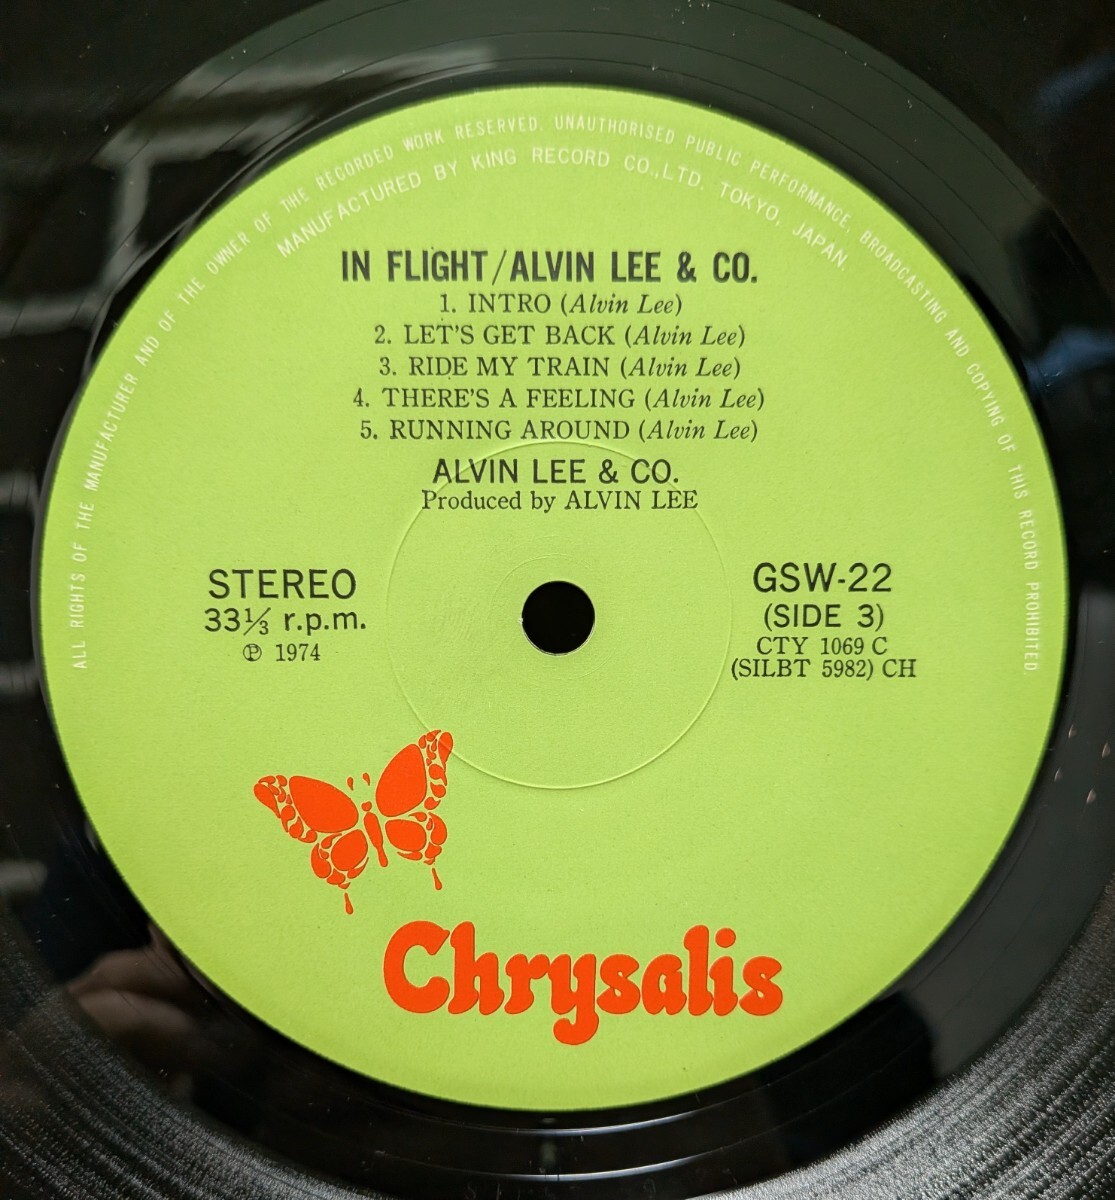 ALL RIGHTS OF THE MANUFACTURER AND OF THE OWNER OF THE RECORDED WORK RESERVED. UNAUTHORISED PUBLIC PERFORMANCE, BROADCASTING AND COPYING OF THIS RECORD PROHIBITED.
MANUFACTURED BY KING RECORD CO.,LTD. TOKYO, JAPAN.
IN FLIGHT/ALVIN LEE & CO.
1. INTRO (Alvin Lee)
2. LET'S GET BACK (Alvin Lee)
3. RIDE MY TRAIN (Alvin Lee)
4. THERE'S A FEELING (Alvin Lee)
5. RUNNING AROUND (Alvin Lee)
ALVIN LEE & CO.
Produced by ALVIN LEE
STEREO
33⅓ r.p.m.
℗ 1974
GSW-22
(SIDE 3)
CTY 1069 C
(SILBT 5982) CH
Chrysalis